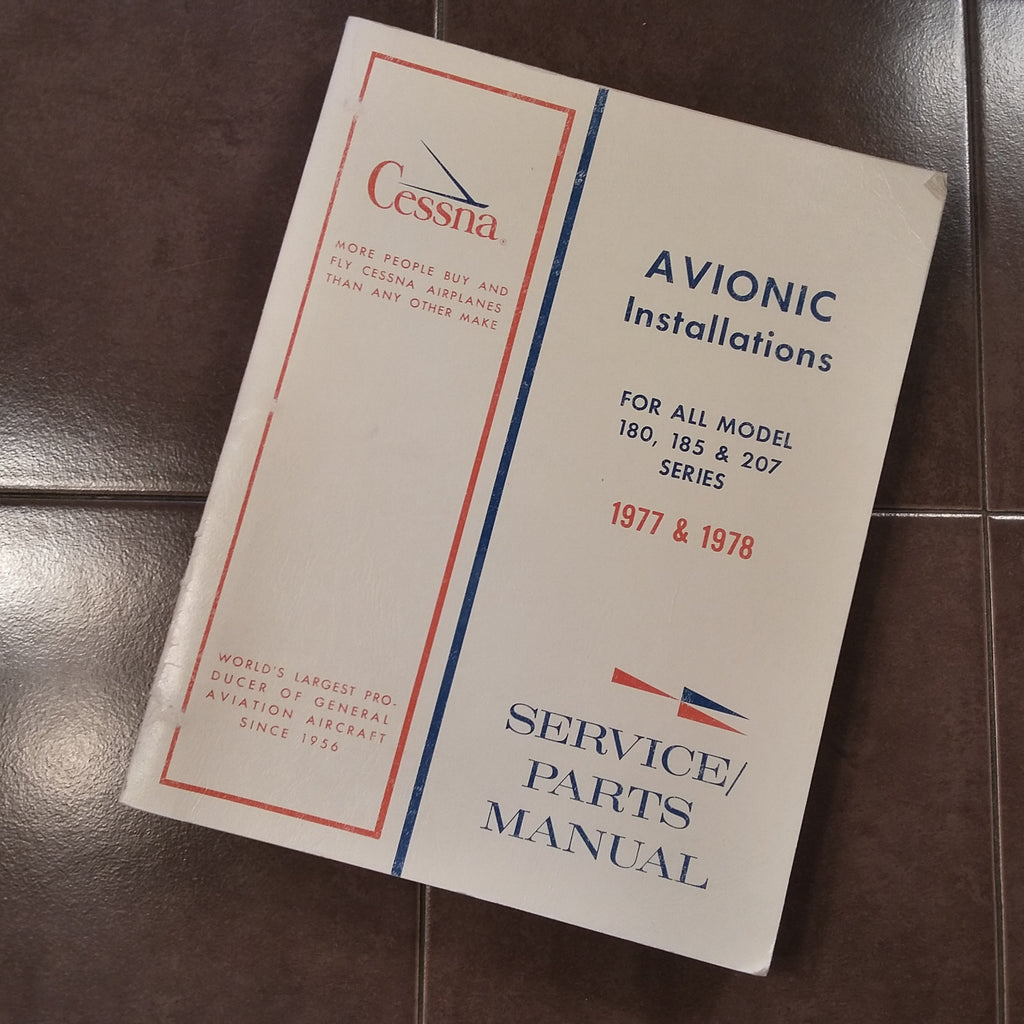 Cessna®
MORE PEOPLE BUY AND
FLY CESSNA AIRPLANES
THAN ANY OTHER MAKE
WORLD'S LARGEST PRO-
DUCER OF GENERAL
AVIATION AIRCRAFT
SINCE 1956
AVIONIC
Installations
FOR ALL MODEL
180, 185 & 207
SERIES
1977 & 1978
SERVICE/
PARTS
MANUAL